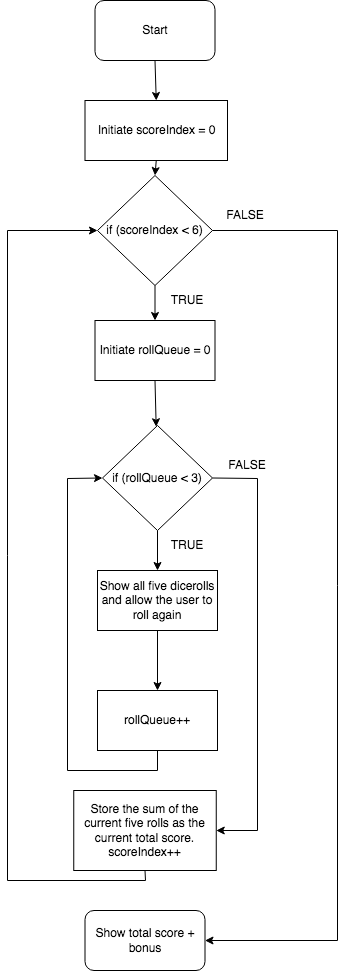 Start
Initiate scoreIndex = 0
if (scoreIndex < 6)
FALSE
TRUE
Initiate rollQueue = 0
if (rollQueue < 3)
FALSE
TRUE
Show all five dicerolls
and allow the user to
roll again
rollQueue++
Store the sum of the
current five rolls as the
current total score.
scoreIndex++
Show total score +
bonus